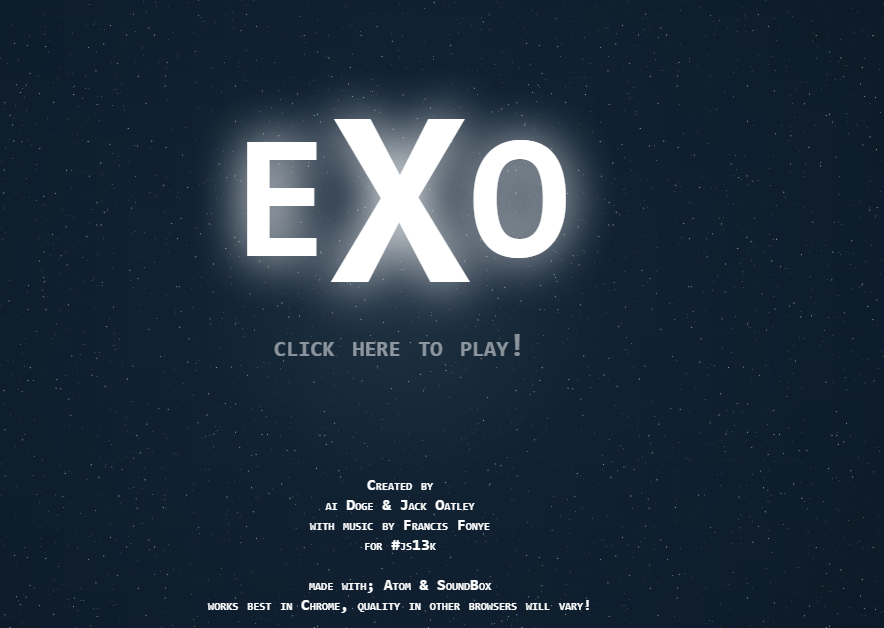 eXo
click here to play!
Created by
ai Doge & Jack Oatley
with music by Francis Fonye
for #js13k
made with; Atom & SoundBox
works best in Chrome, quality in other browsers will vary!